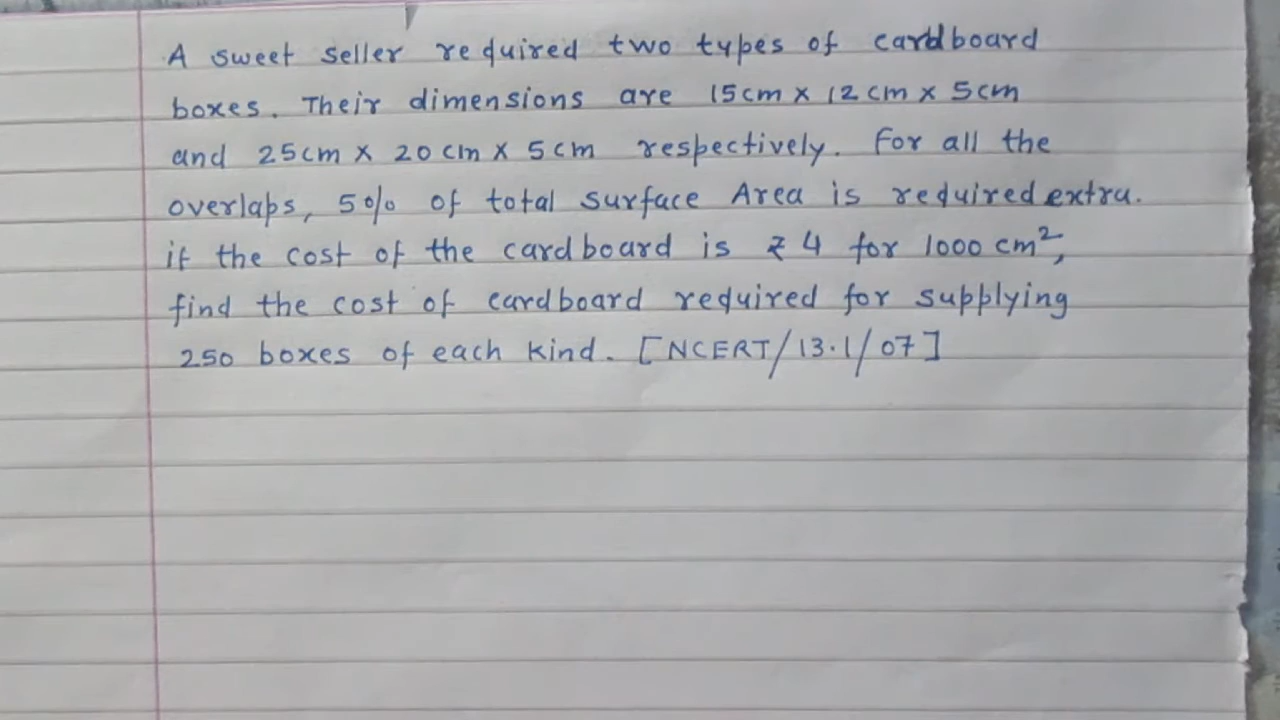 A sweet seller required two types of cardboard
boxes. Their dimensions are 15cm x 12cm x 5cm
and 25cm x 20cm x 5cm respectively. For all the
overlaps, 5% of total surface Area is required extra.
if the cost of the cardboard is ₹ 4 for 1000 cm²,
find the cost of cardboard required for supplying
250 boxes of each kind. [NCERT/13.1/07]